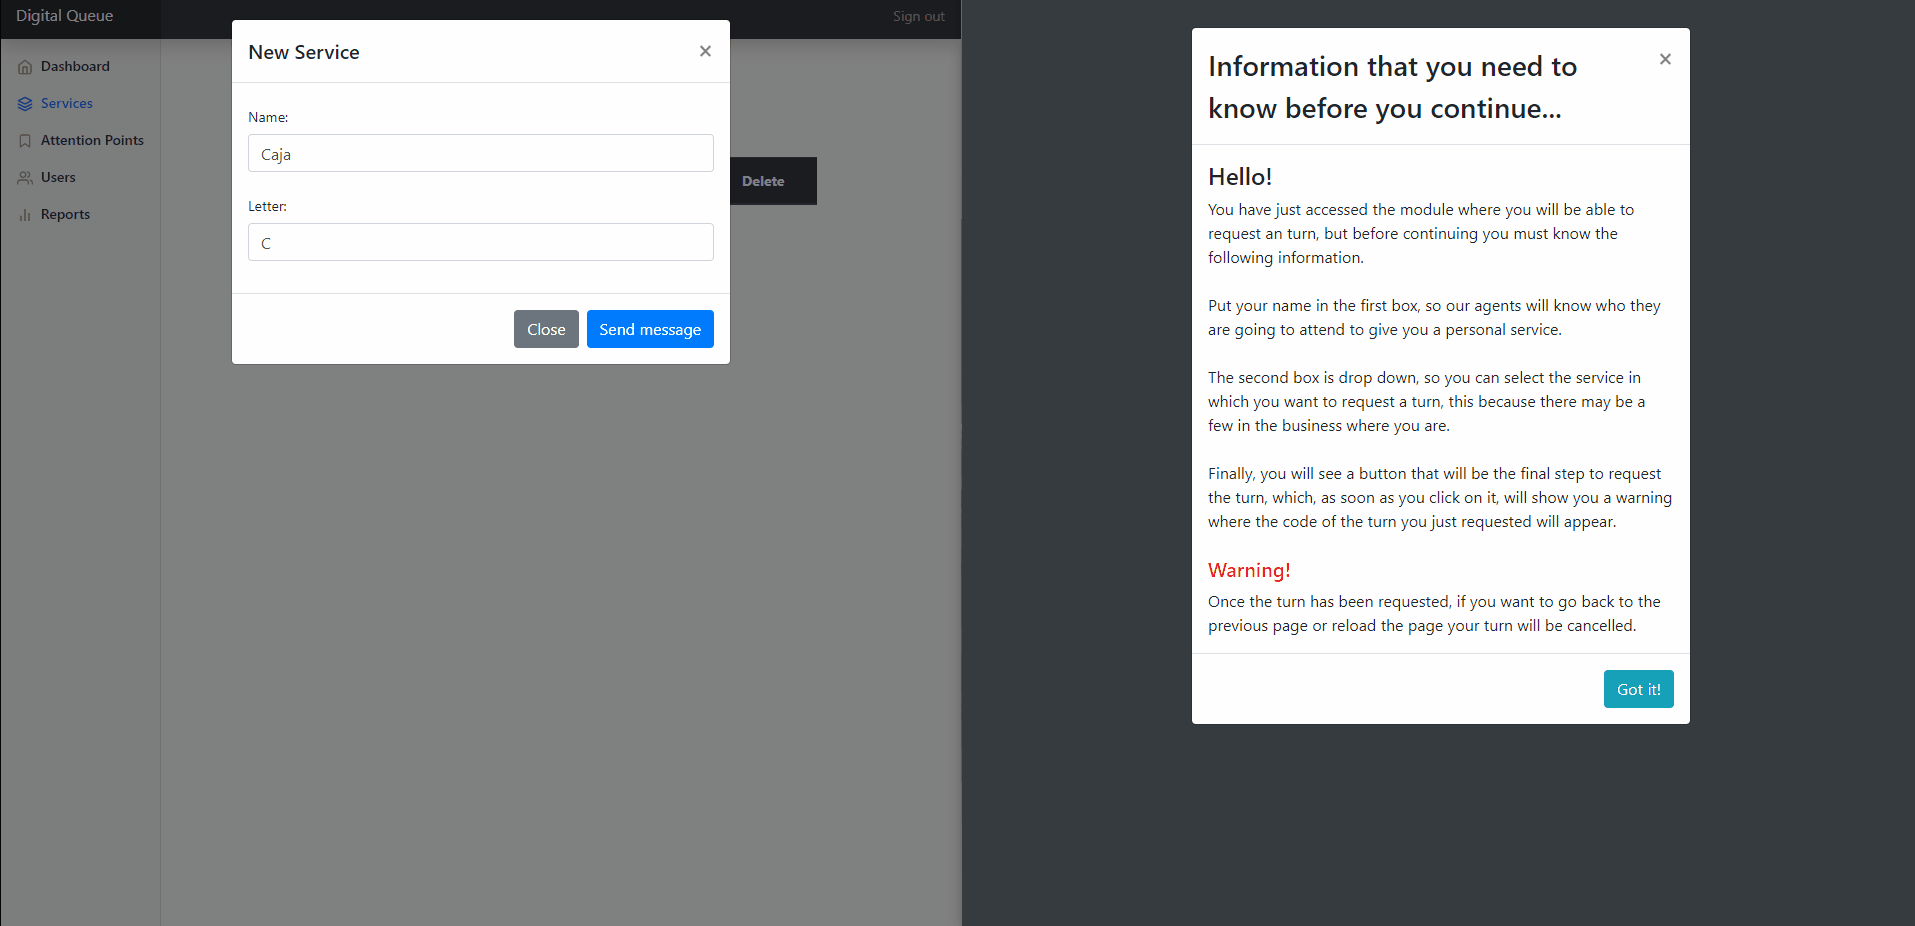 Digital Queue
Sign out
Dashboard
Services
Attention Points
Users
Reports
New Service
×
Name:
Caja
Letter:
C
Close
Send message
Delete
Information that you need to
know before you continue...
×
Hello!
You have just accessed the module where you will be able to
request an turn, but before continuing you must know the
following information.
Put your name in the first box, so our agents will know who they
are going to attend to give you a personal service.
The second box is drop down, so you can select the service in
which you want to request a turn, this because there may be a
few in the business where you are.
Finally, you will see a button that will be the final step to request
the turn, which, as soon as you click on it, will show you a warning
where the code of the turn you just requested will appear.
Warning!
Once the turn has been requested, if you want to go back to the
previous page or reload the page your turn will be cancelled.
Got it!